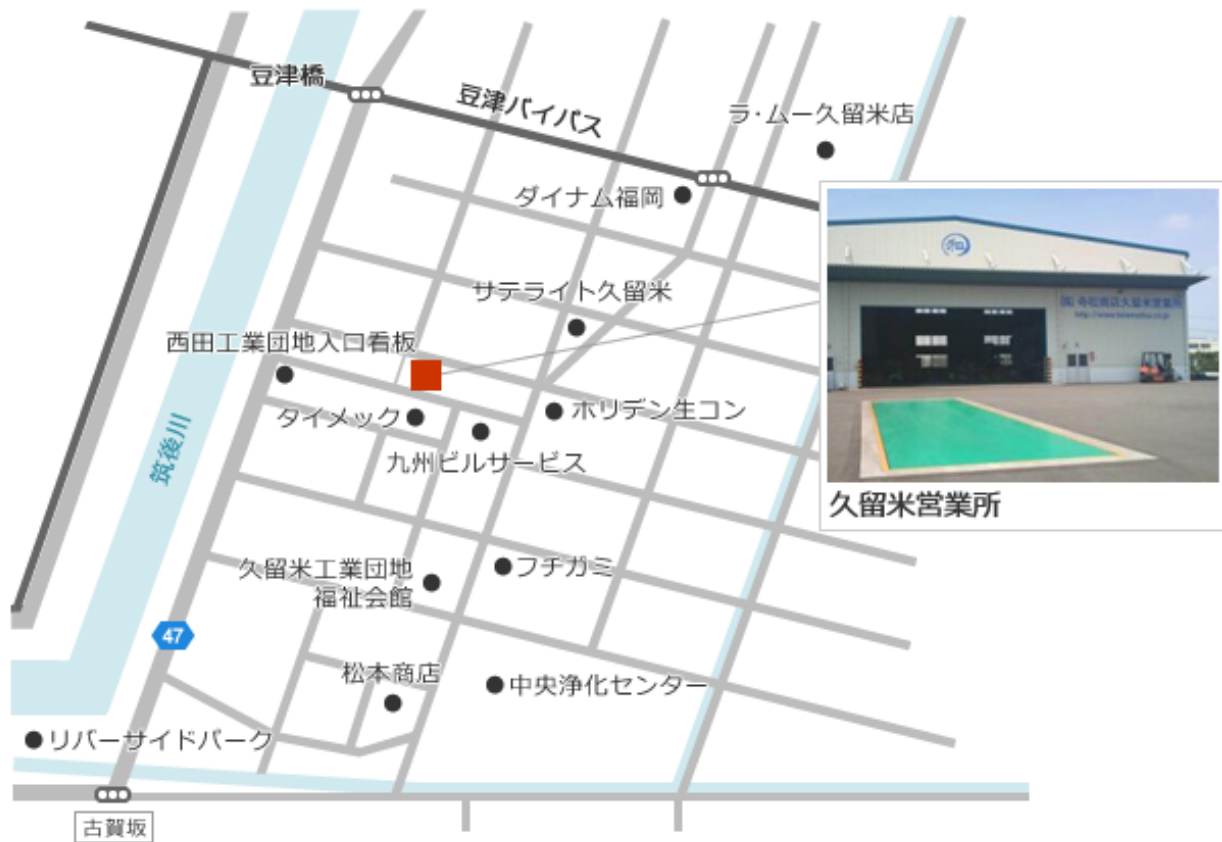 豆津橋
豆津バイパス
ラ・ムー久留米店
ダイナム福岡
サテライト久留米
西田工業団地入口看板
タイメック
ホリデン生コン
九州ビルサービス
筑後川
久留米営業所
久留米工業団地
福祉会館
フチガミ
47
松本商店
中央浄化センター
リバーサイドパーク
古賀坂